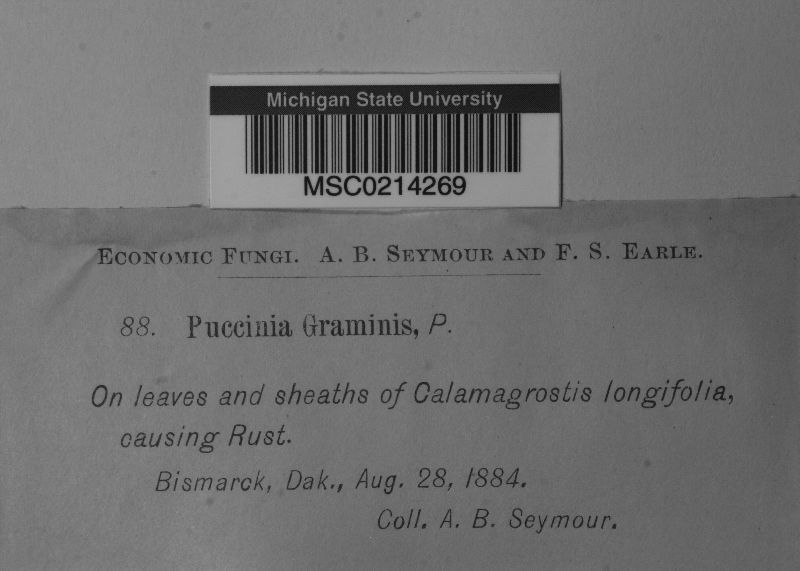 Michigan State University
MSC0214269
Economic Fungi. A. B. Seymour and F. S. Earle.
88. Puccinia Graminis, P.
On leaves and sheaths of Calamagrostis longifolia,
causing Rust.
Bismarck, Dak., Aug. 28, 1884.
Coll. A. B. Seymour.